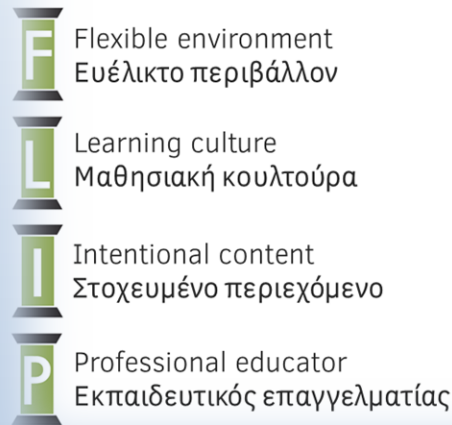 F
Flexible environment
Ευέλικτο περιβάλλον
L
Learning culture
Μαθησιακή κουλτούρα
I
Intentional content
Στοχευμένο περιεχόμενο
P
Professional educator
Εκπαιδευτικός επαγγελματίας